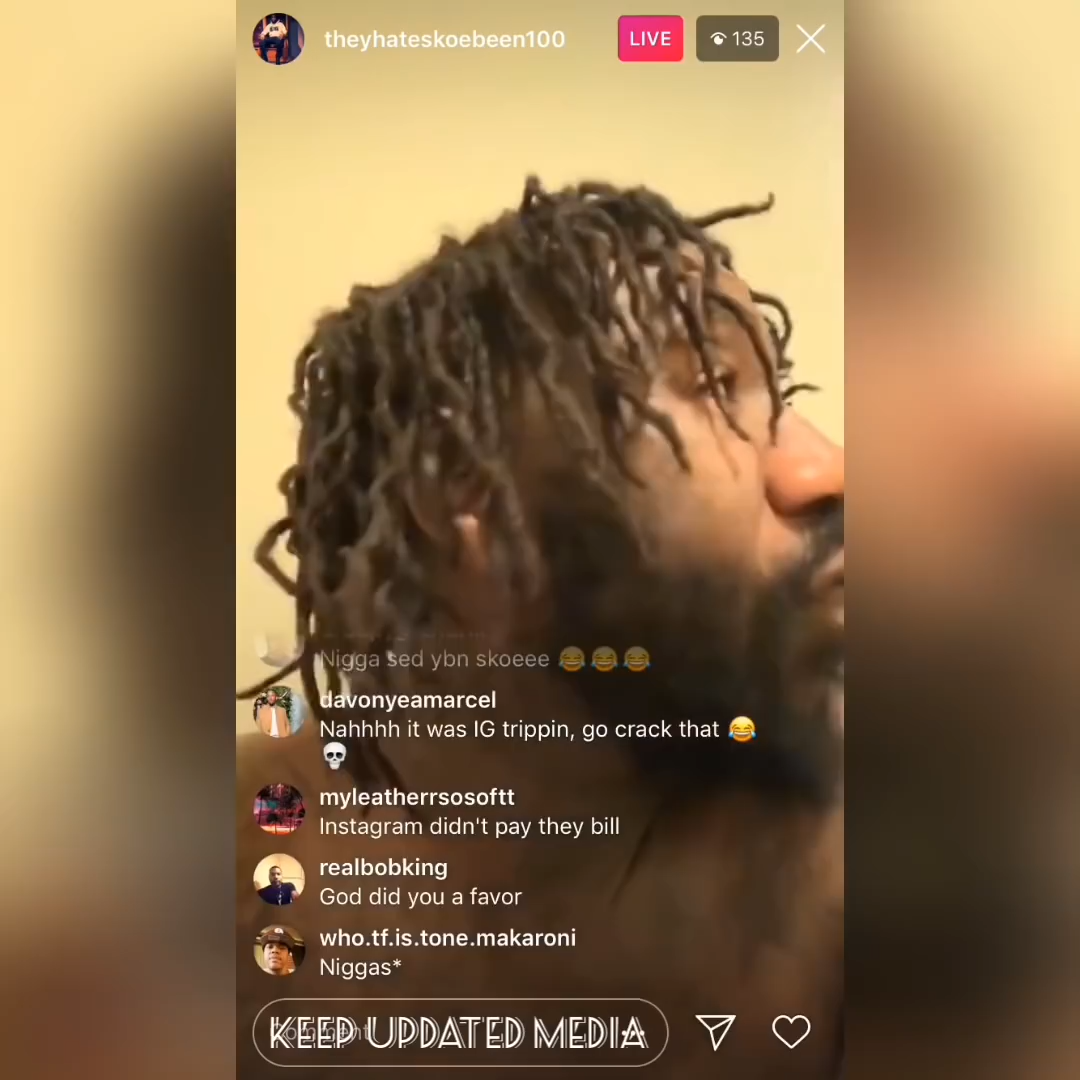 theyhateskoebeen100
LIVE
135
Nigga sed ybn skoeee 😂😂😂
davonyeamarcel
Nahhhh it was IG trippin, go crack that 😂
💀
myleatherrsosoftt
Instagram didn't pay they bill
realbobking
God did you a favor
who.tf.is.tone.makaroni
Niggas*
Comment
KEEP UPDATED MEDIA